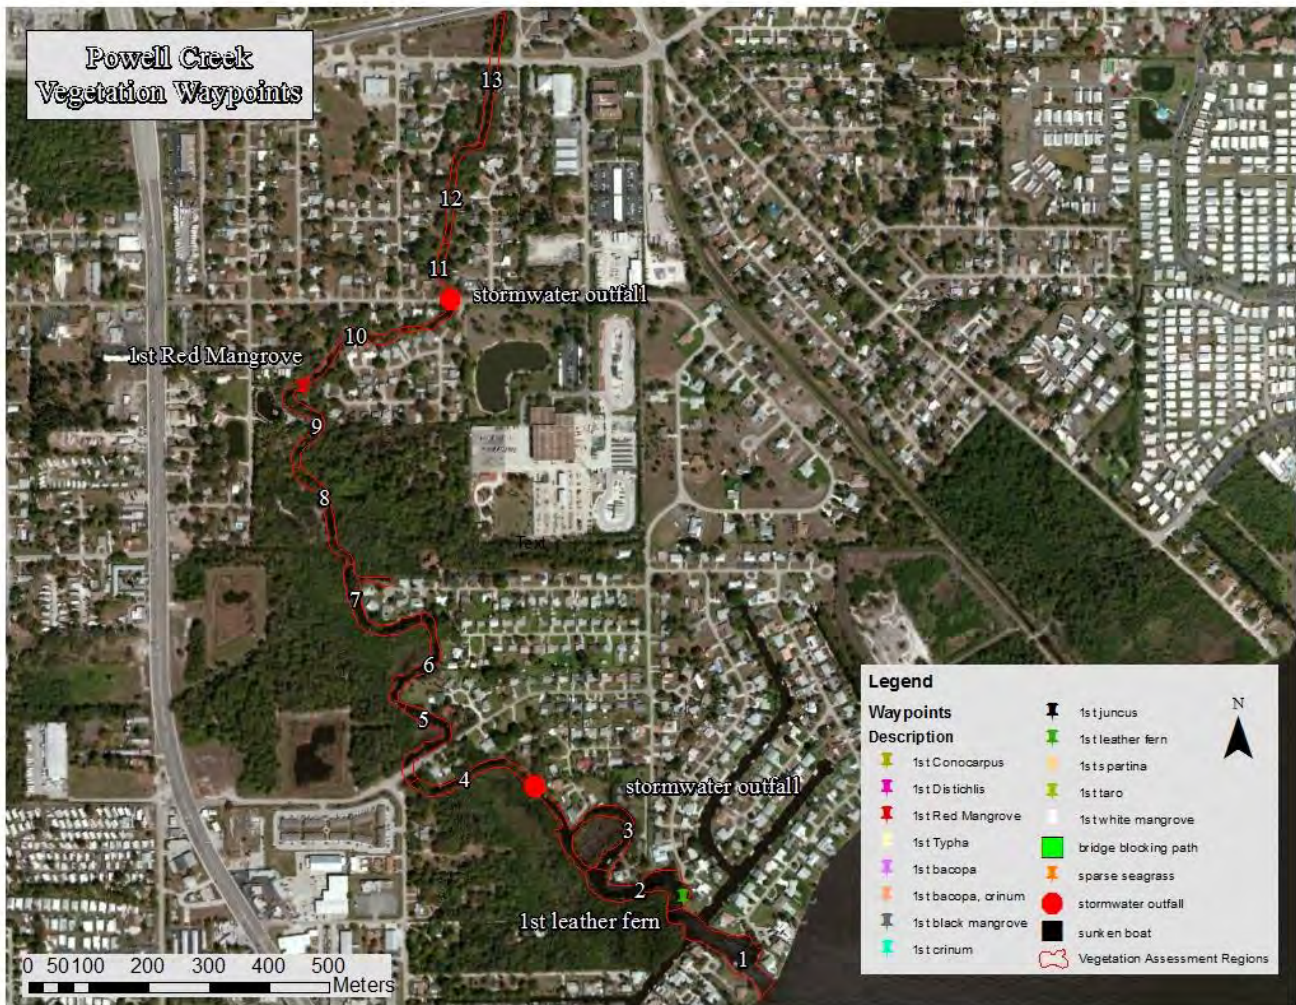 Powell Creek
Vegetation Waypoints
13
12
11
stormwater outfall
10
1st Red Mangrove
9
8
Text
7
6
5
4
stormwater outfall
3
2
1st leather fern
1
0 50 100 200 300 400 500
Meters
Legend
Waypoints
Description
1st Conocarpus
1st Distichlis
1st Red Mangrove
1st Typha
1st bacopa
1st bacopa, crinum
1st black mangrove
1st crinum
1st juncus
1st leather fern
1st spartina
1st taro
1st white mangrove
bridge blocking path
sparse seagrass
stormwater outfall
sunken boat
Vegetation Assessment Regions
N